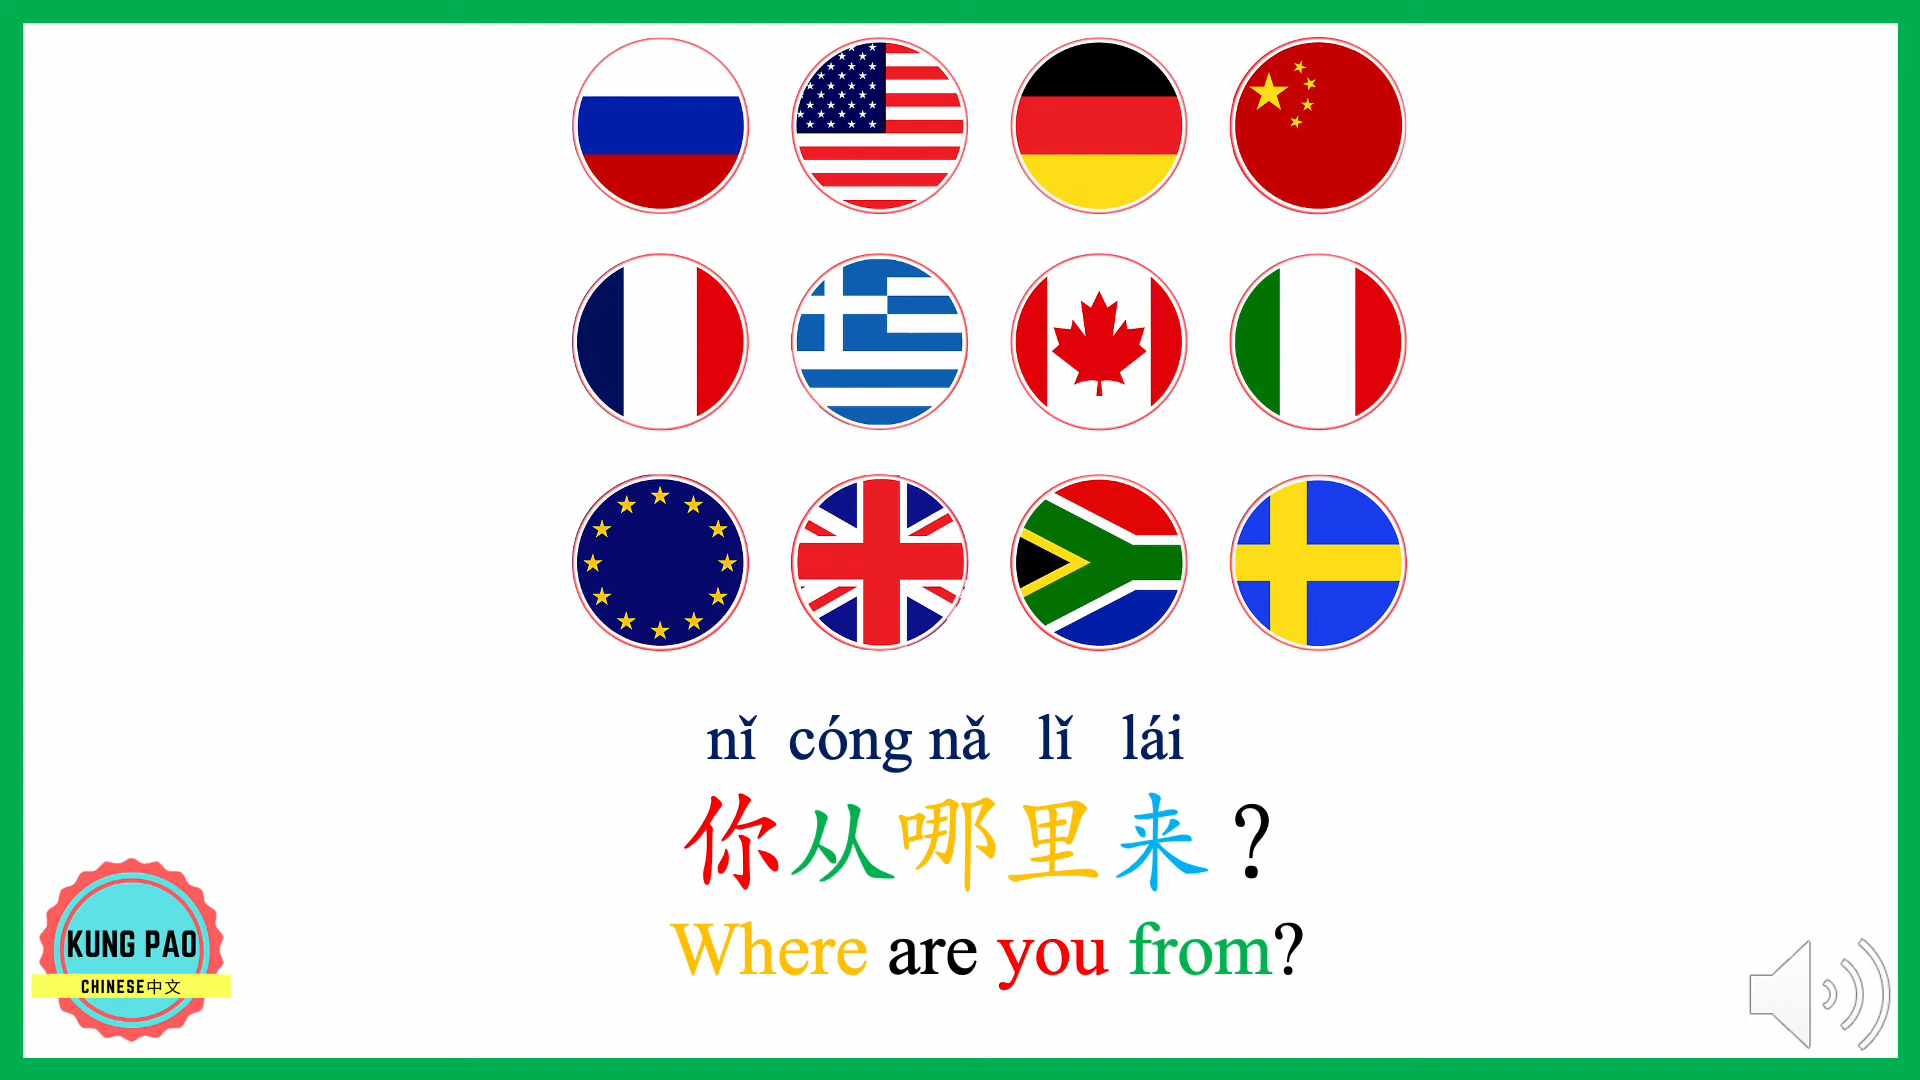 nǐ cóng nǎ lǐ lái
你从哪里来？
Where are you from?
KUNG PAO
CHINESE中文